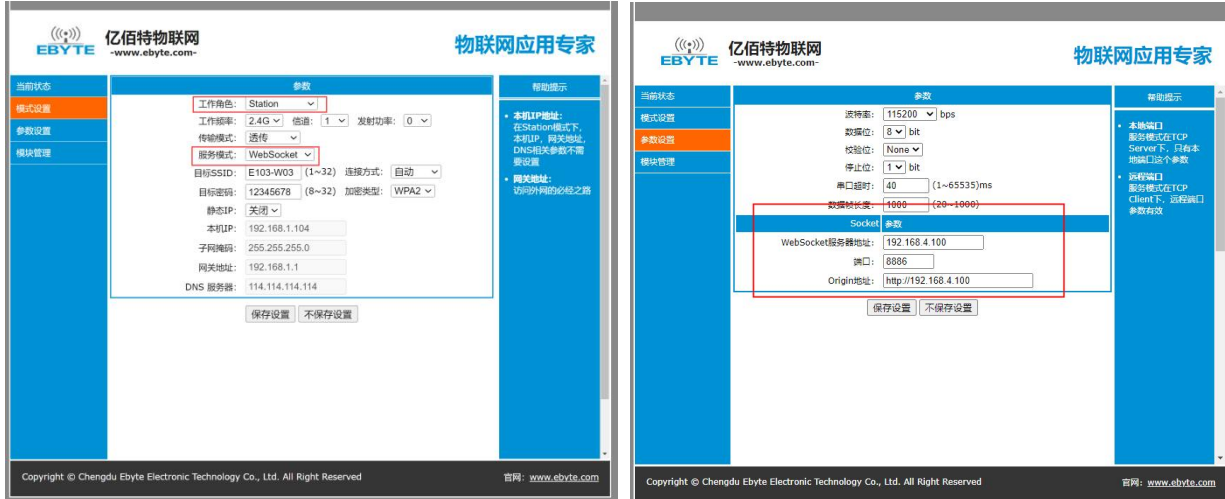 EBYTE
亿佰特物联网
-www.ebyte.com-
物联网应用专家
当前状态
模式设置
参数设置
模块管理
参数
工作角色: Station
工作频率: 2.4G 信道: 1 发射功率: 0
传输模式: 透传
服务模式: WebSocket
目标SSID: E103-W03 (1~32) 连接方式: 自动
目标密码: 12345678 (8~32) 加密类型: WPA2
静态IP: 关闭
本机IP: 192.168.1.104
子网掩码: 255.255.255.0
网关地址: 192.168.1.1
DNS 服务器: 114.114.114.114
保存设置 不保存设置
帮助提示
• 本机IP地址:
在Station模式下,
本机IP, 网关地址,
DNS相关参数不需
要设置
• 网关地址:
访问外网的必经之路
Copyright © Chengdu Ebyte Electronic Technology Co., Ltd. All Right Reserved
官网: www.ebyte.com
EBYTE
亿佰特物联网
-www.ebyte.com-
物联网应用专家
当前状态
模式设置
参数设置
模块管理
参数
波特率: 115200 bps
数据位: 8 bit
校验位: None
停止位: 1 bit
串口超时: 40 (1~65535)ms
数据帧长度: 1000 (20~1000)
Socket 参数
WebSocket服务器地址: 192.168.4.100
端口: 8886
Origin地址: http://192.168.4.100
保存设置 不保存设置
帮助提示
• 本地端口
服务模式在TCP
Server下, 只有本
地端口这个参数
• 远程端口
服务模式在TCP
Client下, 远程端口
参数有效
Copyright © Chengdu Ebyte Electronic Technology Co., Ltd. All Right Reserved
官网: www.ebyte.com